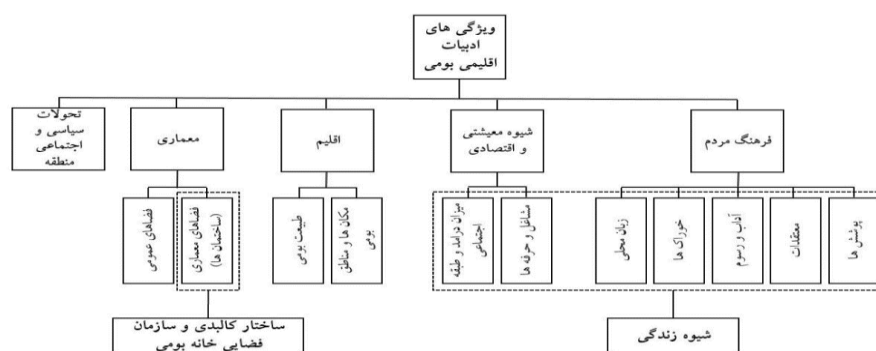 ویژگی های
ادبیات
اقلیمی بومی
فرهنگ مردم
شیوه معیشتی
و اقتصادی
اقلیم
معماری
تحولات
سیاسی و
اجتماعی
منطقه
پوشش ها
معتقدات
آداب و رسوم
خوراک ها
زبان محلی
مشاغل و حرفه ها
میزان درامد و طبقه
اجتماعی
مکان ها و مناطق
بومی
طبیعت بومی
فضاهای معماری
(ساختمان ها)
فضاهای عمومی
شیوه زندگی
ساختار کالبدی و سازمان
فضایی خانه بومی